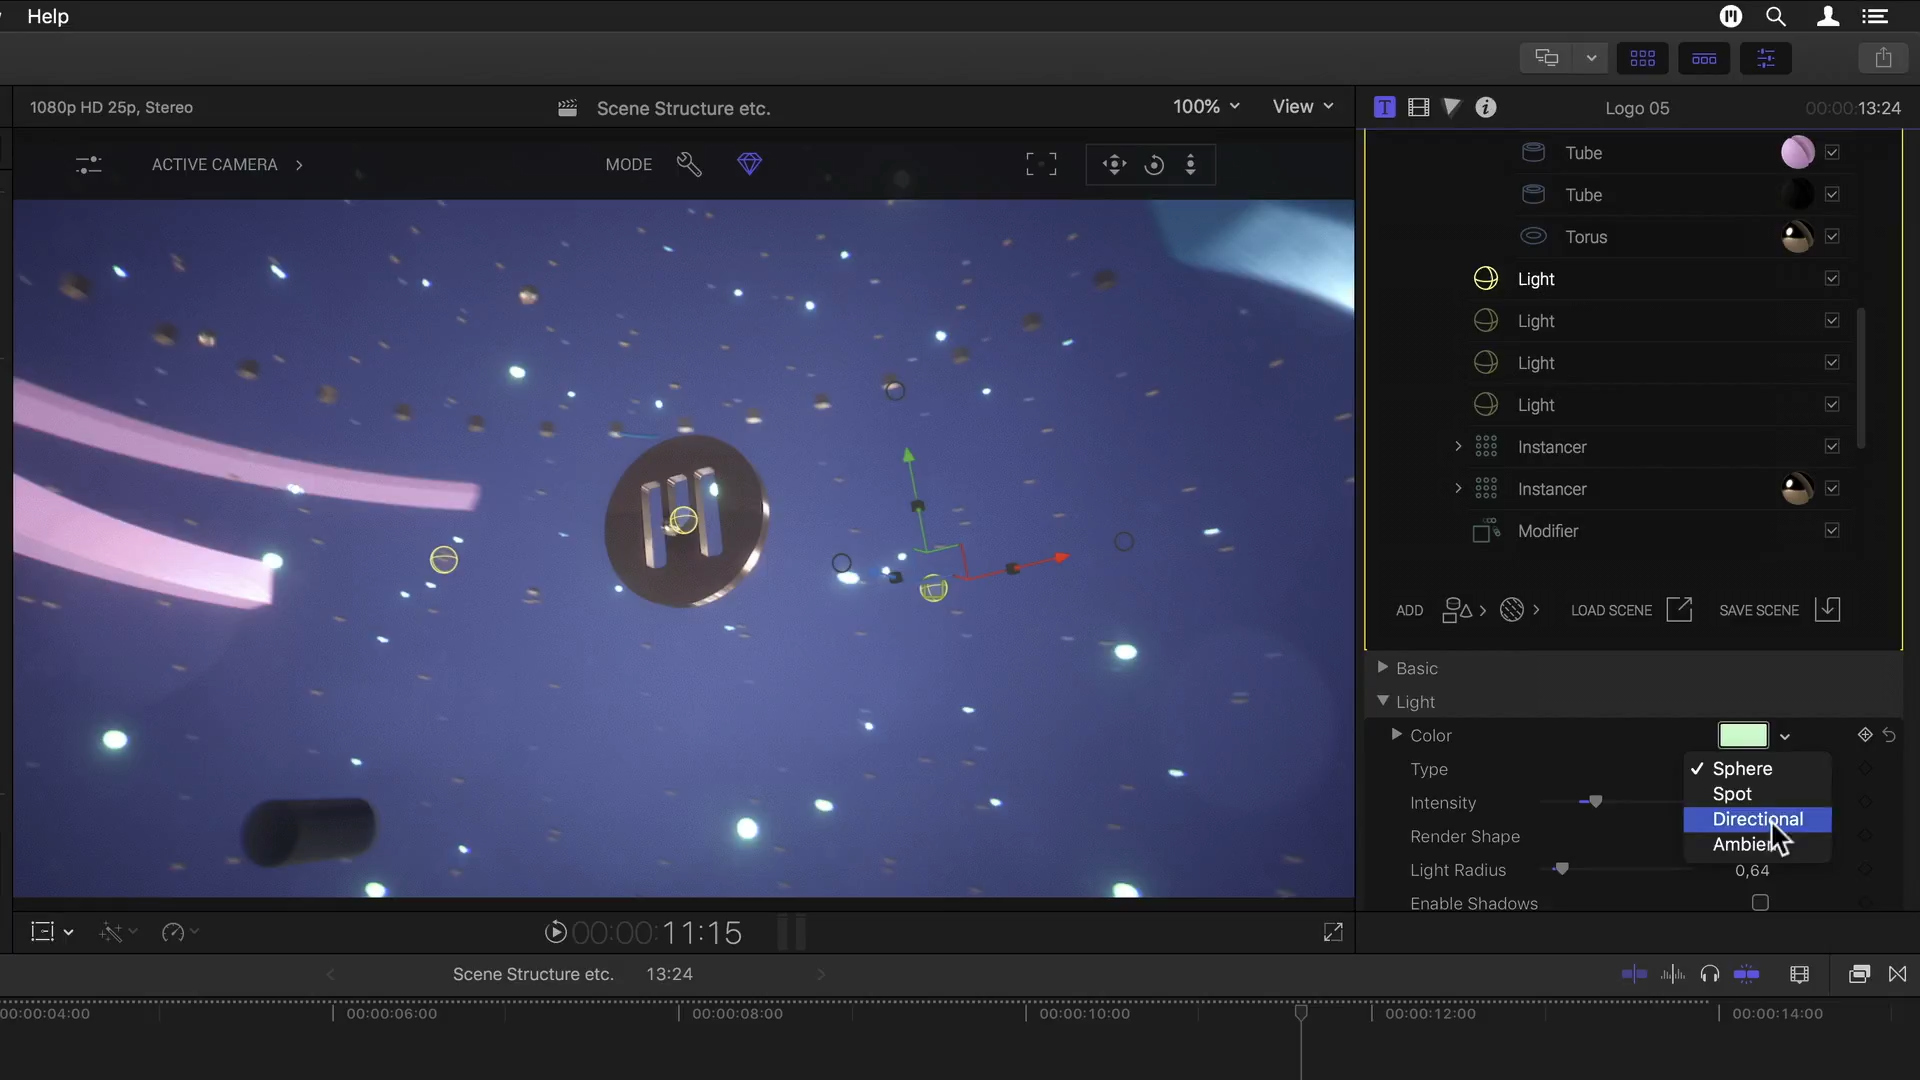 Help
1080p HD 25p, Stereo
Scene Structure etc.
100%
View
T
Logo 05
00:00:13:24
ACTIVE CAMERA
MODE
Tube
Tube
Torus
Light
Light
Light
Light
Instancer
Instancer
Modifier
ADD
LOAD SCENE
SAVE SCENE
Basic
Light
Color
Type
Sphere
Spot
Intensity
Directional
Render Shape
Light Radius
0,64
Enable Shadows
00:00:11:15
Scene Structure etc.
13:24
00:00:04:00
00:00:06:00
00:00:08:00
00:00:10:00
00:00:12:00
00:00:14:00